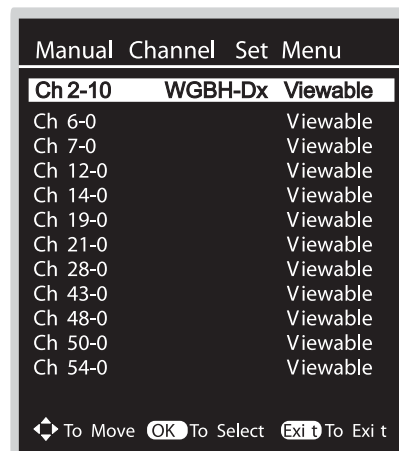 Manual Channel Set Menu
Ch 2-10 WGBH-Dx Viewable
Ch 6-0 Viewable
Ch 7-0 Viewable
Ch 12-0 Viewable
Ch 14-0 Viewable
Ch 19-0 Viewable
Ch 21-0 Viewable
Ch 28-0 Viewable
Ch 43-0 Viewable
Ch 48-0 Viewable
Ch 50-0 Viewable
Ch 54-0 Viewable
To Move OK To Select Exit To Exit